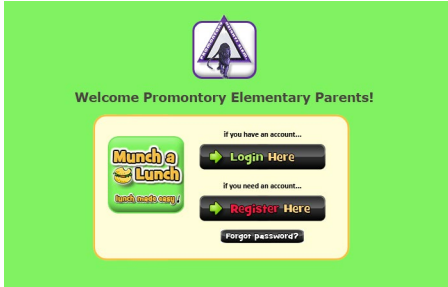 Welcome Promontory Elementary Parents!
if you have an account...
Munch a
Lunch
lunch made easy!
Login Here
if you need an account...
Register Here
Forgot password?